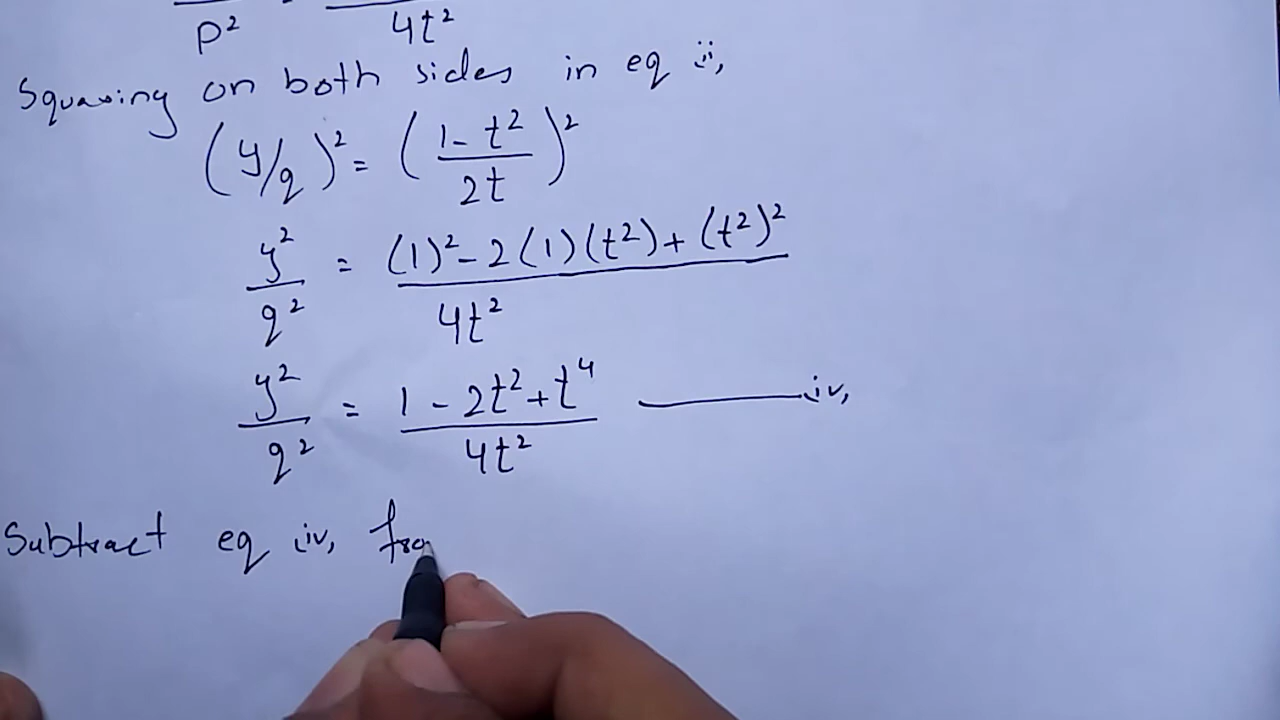 P² - 4t²
Squaring on both sides in eq ii,
(y/q)² = (1 - t² / 2t)²
y²/q² = (1)² - 2(1)(t²) + (t²)² / 4t²
y²/q² = 1 - 2t² + t⁴ / 4t² ——— iv,
Subtract eq iv, fro